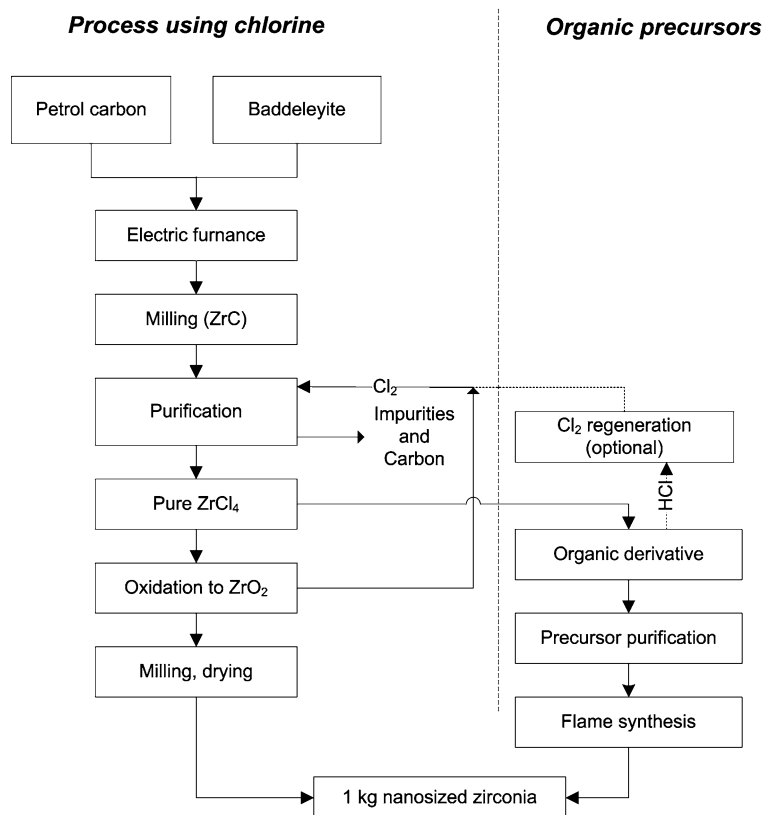 Process using chlorine
Organic precursors
Petrol carbon
Baddeleyite
Electric furnance
Milling (ZrC)
Purification
Cl₂
Impurities
and
Carbon
Cl₂ regeneration
(optional)
HCl
Pure ZrCl₄
Organic derivative
Oxidation to ZrO₂
Precursor purification
Milling, drying
Flame synthesis
1 kg nanosized zirconia